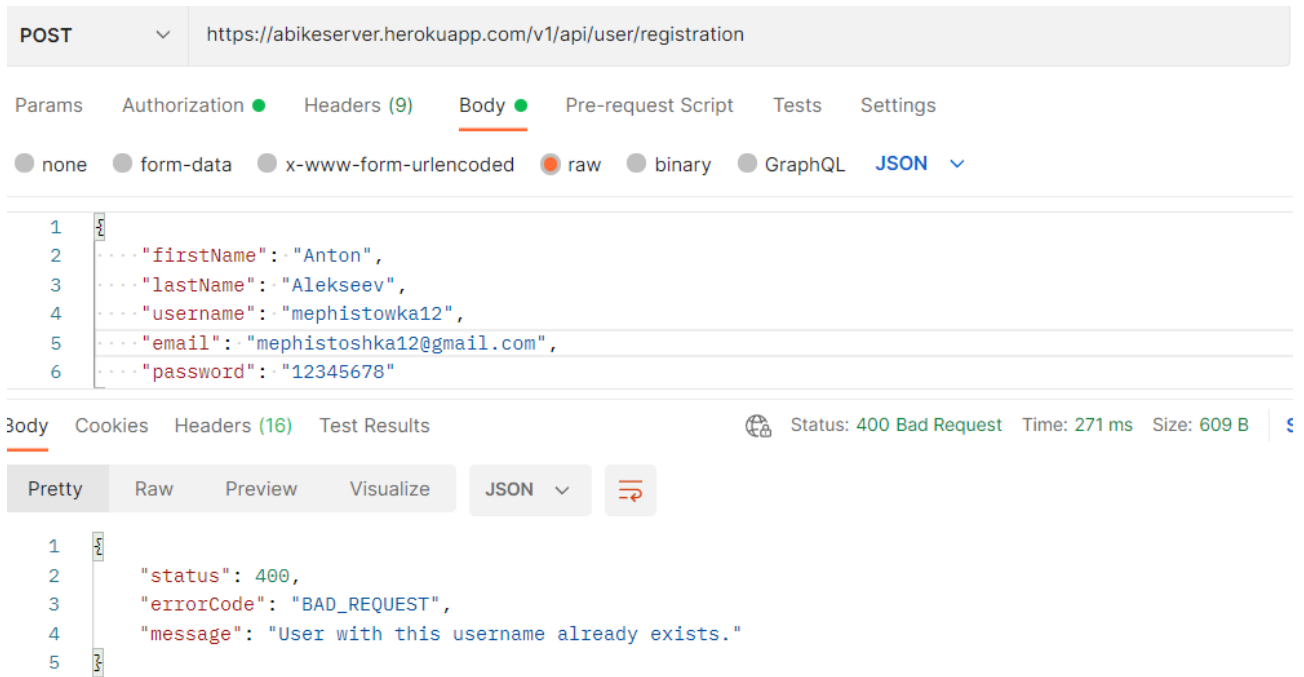 POST https://abikeserver.herokuapp.com/v1/api/user/registration
Params Authorization Headers (9) Body Pre-request Script Tests Settings
none form-data x-www-form-urlencoded raw binary GraphQL JSON
1 {
2 "firstName": "Anton",
3 "lastName": "Alekseev",
4 "username": "mephistowka12",
5 "email": "mephistoshka12@gmail.com",
6 "password": "12345678"
Body Cookies Headers (16) Test Results Status: 400 Bad Request Time: 271 ms Size: 609 B
Pretty Raw Preview Visualize JSON
1 {
2 "status": 400,
3 "errorCode": "BAD_REQUEST",
4 "message": "User with this username already exists."
5 }